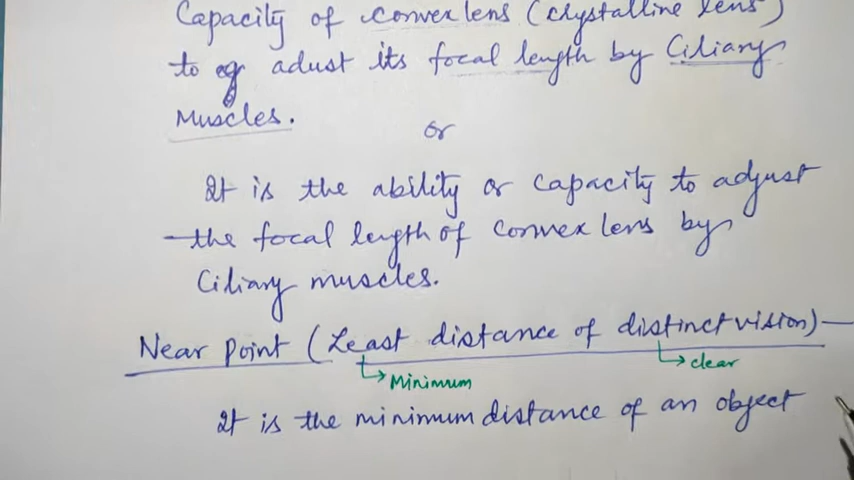 Capacity of convex lens (crystalline lens)
to eg adust its focal length by Ciliary
Muscles.
or
It is the ability or capacity to adjust
the focal length of convex lens by
Ciliary muscles.
Near Point (Least distance of distinct vision) —
Minimum
clear
It is the minimum distance of an object